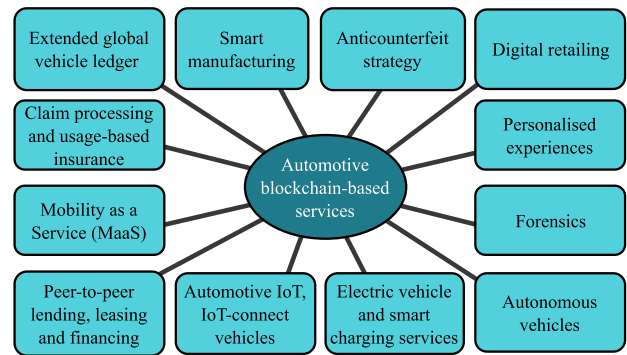 Extended global
vehicle ledger
Smart
manufacturing
Anticounterfeit
strategy
Digital retailing
Claim processing
and usage-based
insurance
Personalised
experiences
Automotive
blockchain-based
services
Mobility as a
Service (MaaS)
Forensics
Peer-to-peer
lending, leasing
and financing
Automotive IoT,
IoT-connect
vehicles
Electric vehicle
and smart
charging services
Autonomous
vehicles